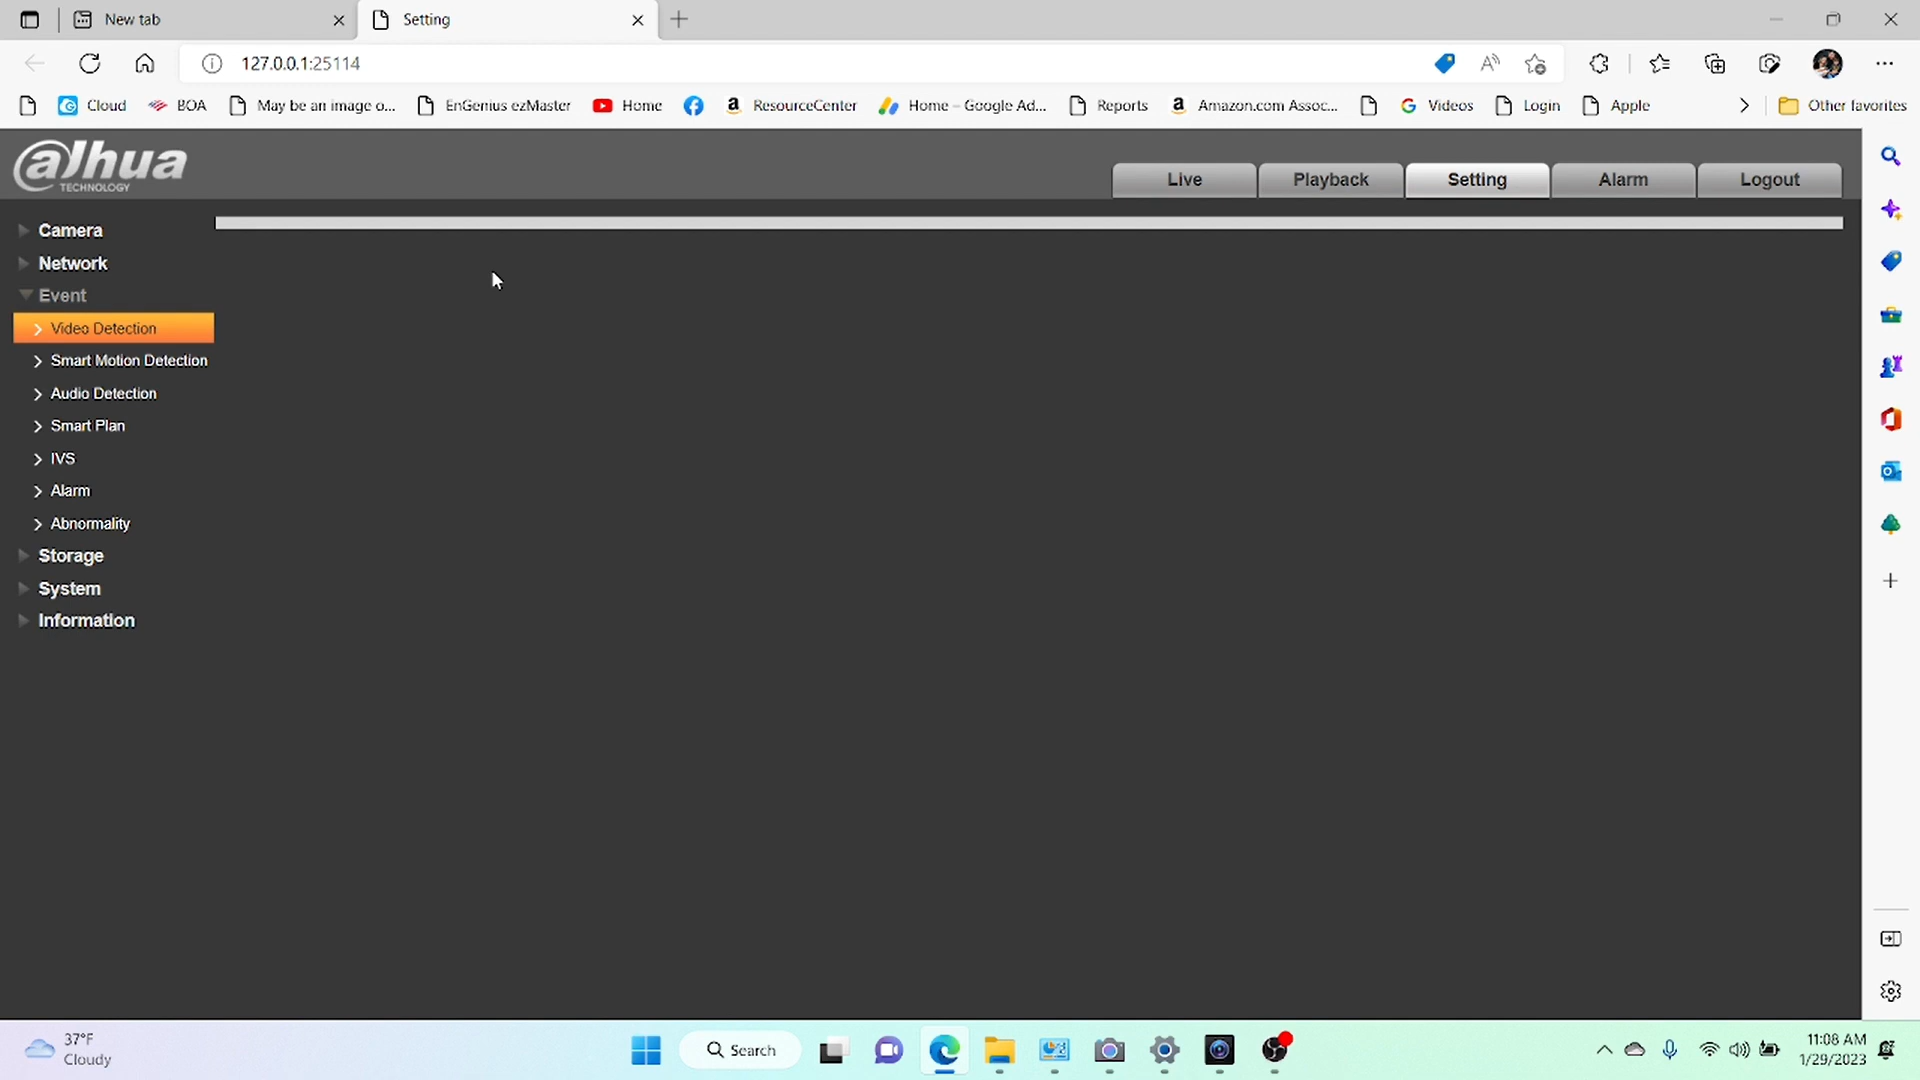 New tab
Setting
127.0.0.1:25114
Cloud
BOA
May be an image o...
EnGenius ezMaster
Home
ResourceCenter
Home – Google Ad...
Reports
Amazon.com Assoc...
Videos
Login
Apple
Other favorites
alhua
TECHNOLOGY
Live
Playback
Setting
Alarm
Logout
Camera
Network
Event
Video Detection
Smart Motion Detection
Audio Detection
Smart Plan
IVS
Alarm
Abnormality
Storage
System
Information
37°F
Cloudy
Search
11:08 AM
1/29/2023